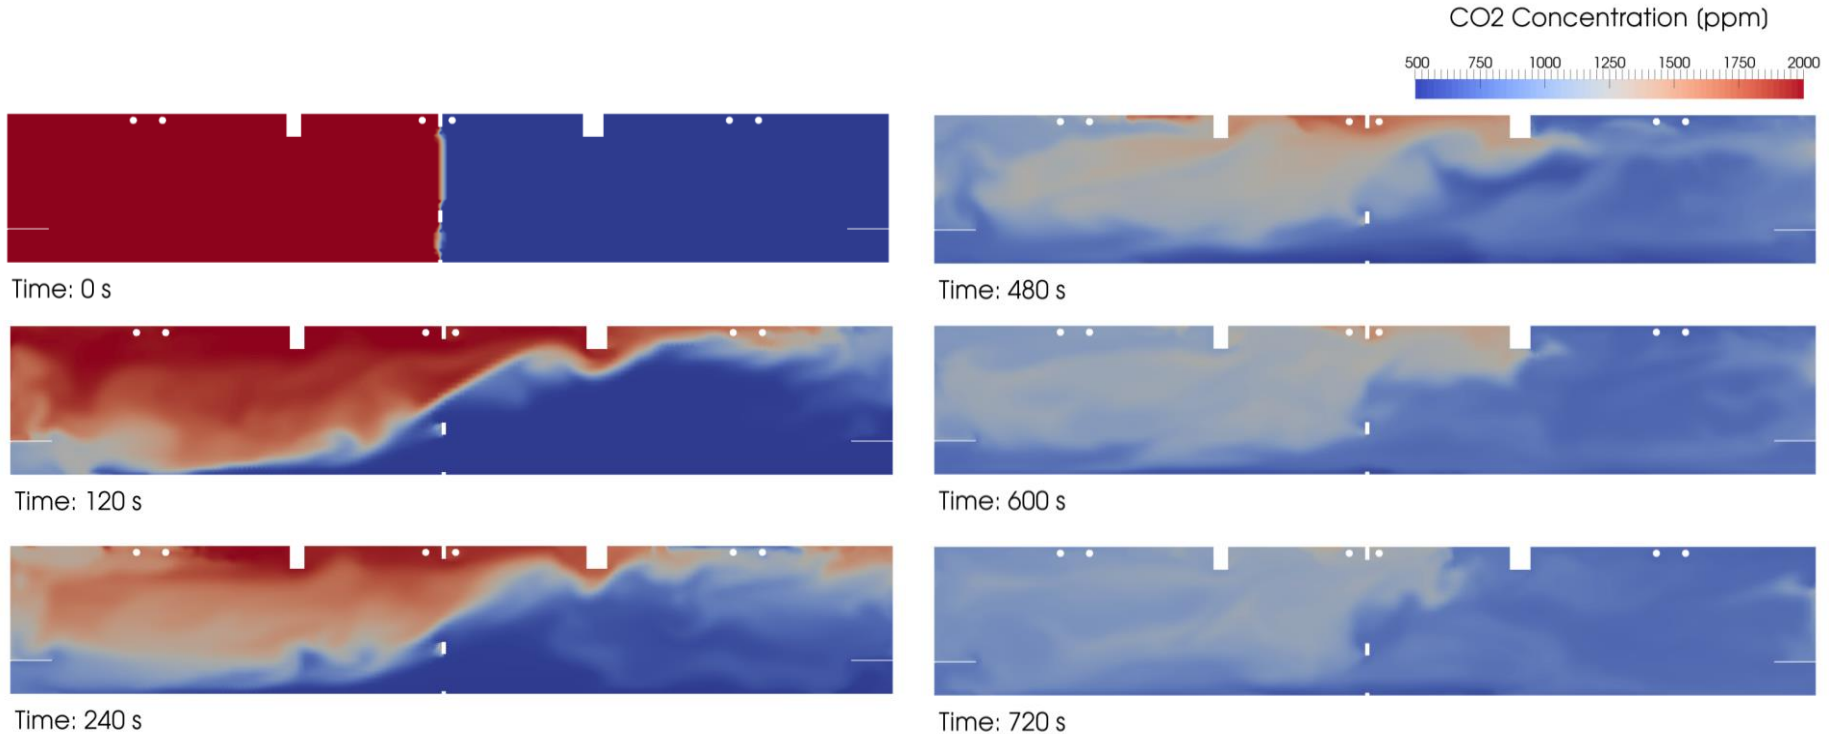 CO2 Concentration (ppm)
500 750 1000 1250 1500 1750 2000
Time: 0 s
Time: 120 s
Time: 240 s
Time: 480 s
Time: 600 s
Time: 720 s